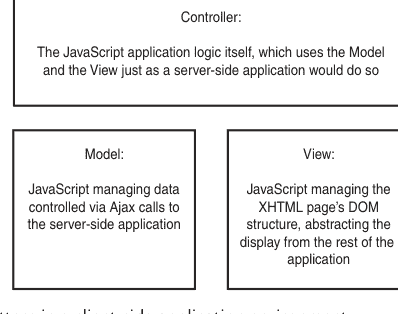 Controller:
The JavaScript application logic itself, which uses the Model
and the View just as a server-side application would do so
Model:
JavaScript managing data
controlled via Ajax calls to
the server-side application
View:
JavaScript managing the
XHTML page's DOM
structure, abstracting the
display from the rest of the
application